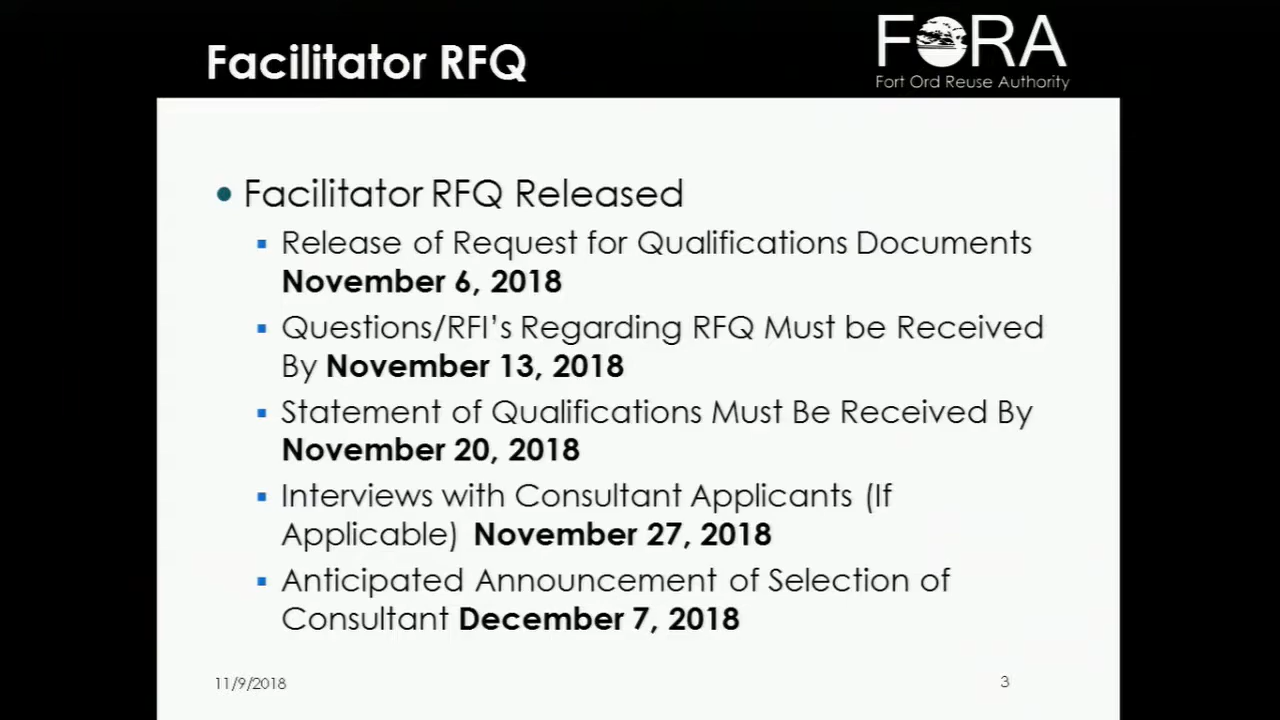 Facilitator RFQ
FORA
Fort Ord Reuse Authority
Facilitator RFQ Released
Release of Request for Qualifications Documents
November 6, 2018
Questions/RFI's Regarding RFQ Must be Received
By November 13, 2018
Statement of Qualifications Must Be Received By
November 20, 2018
Interviews with Consultant Applicants (If
Applicable) November 27, 2018
Anticipated Announcement of Selection of
Consultant December 7, 2018
11/9/2018
3